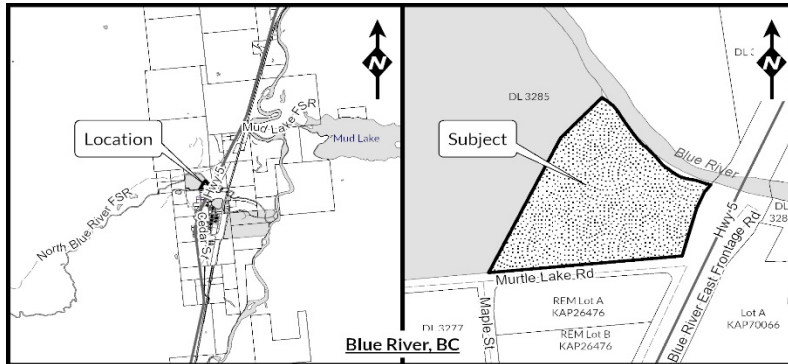 N
Location
Mud Lake FSR
Mud Lake
Hwy 5
Cedar St
North Blue River FSR
N
DL 3285
Subject
Blue River
Hwy 5
Blue River East Frontage Rd
Murtle Lake Rd
Maple St
REM Lot A
KAP26476
REM Lot B
KAP26476
DL 3277
Lot A
KAP70066
Blue River, BC